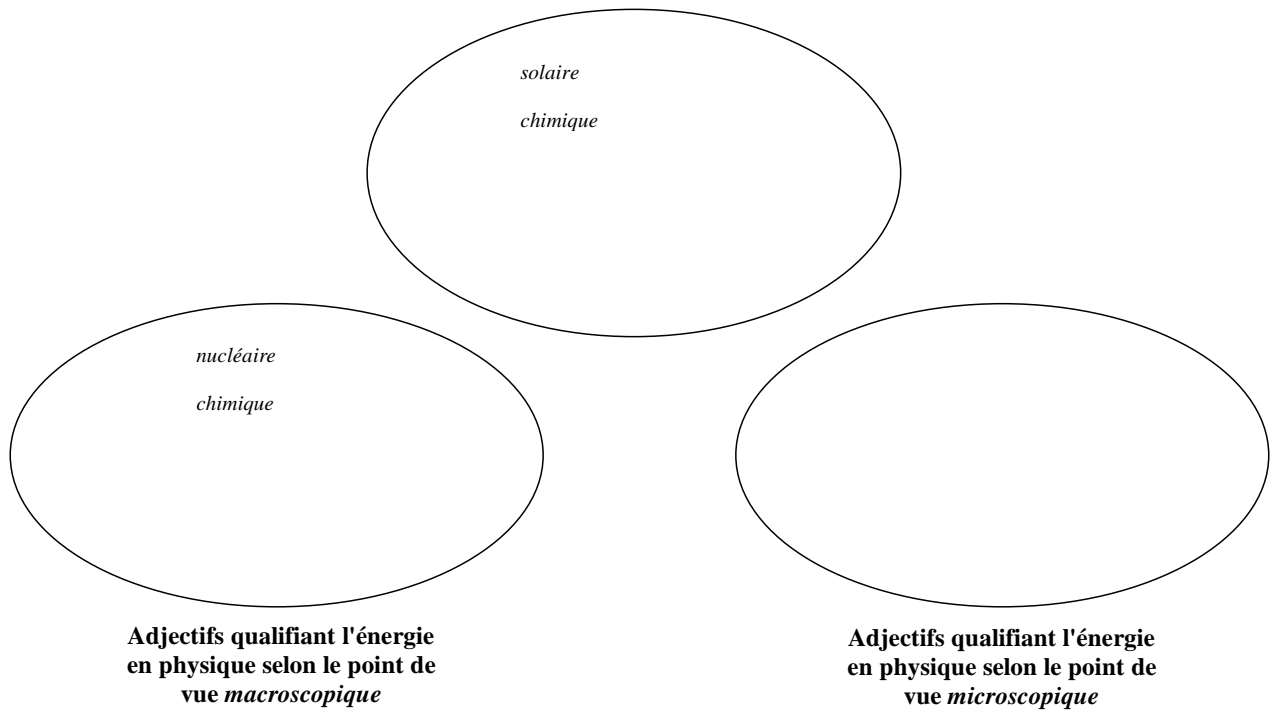 solaire
chimique
nucléaire
chimique
Adjectifs qualifiant l'énergie
en physique selon le point de
vue macroscopique
Adjectifs qualifiant l'énergie
en physique selon le point de
vue microscopique